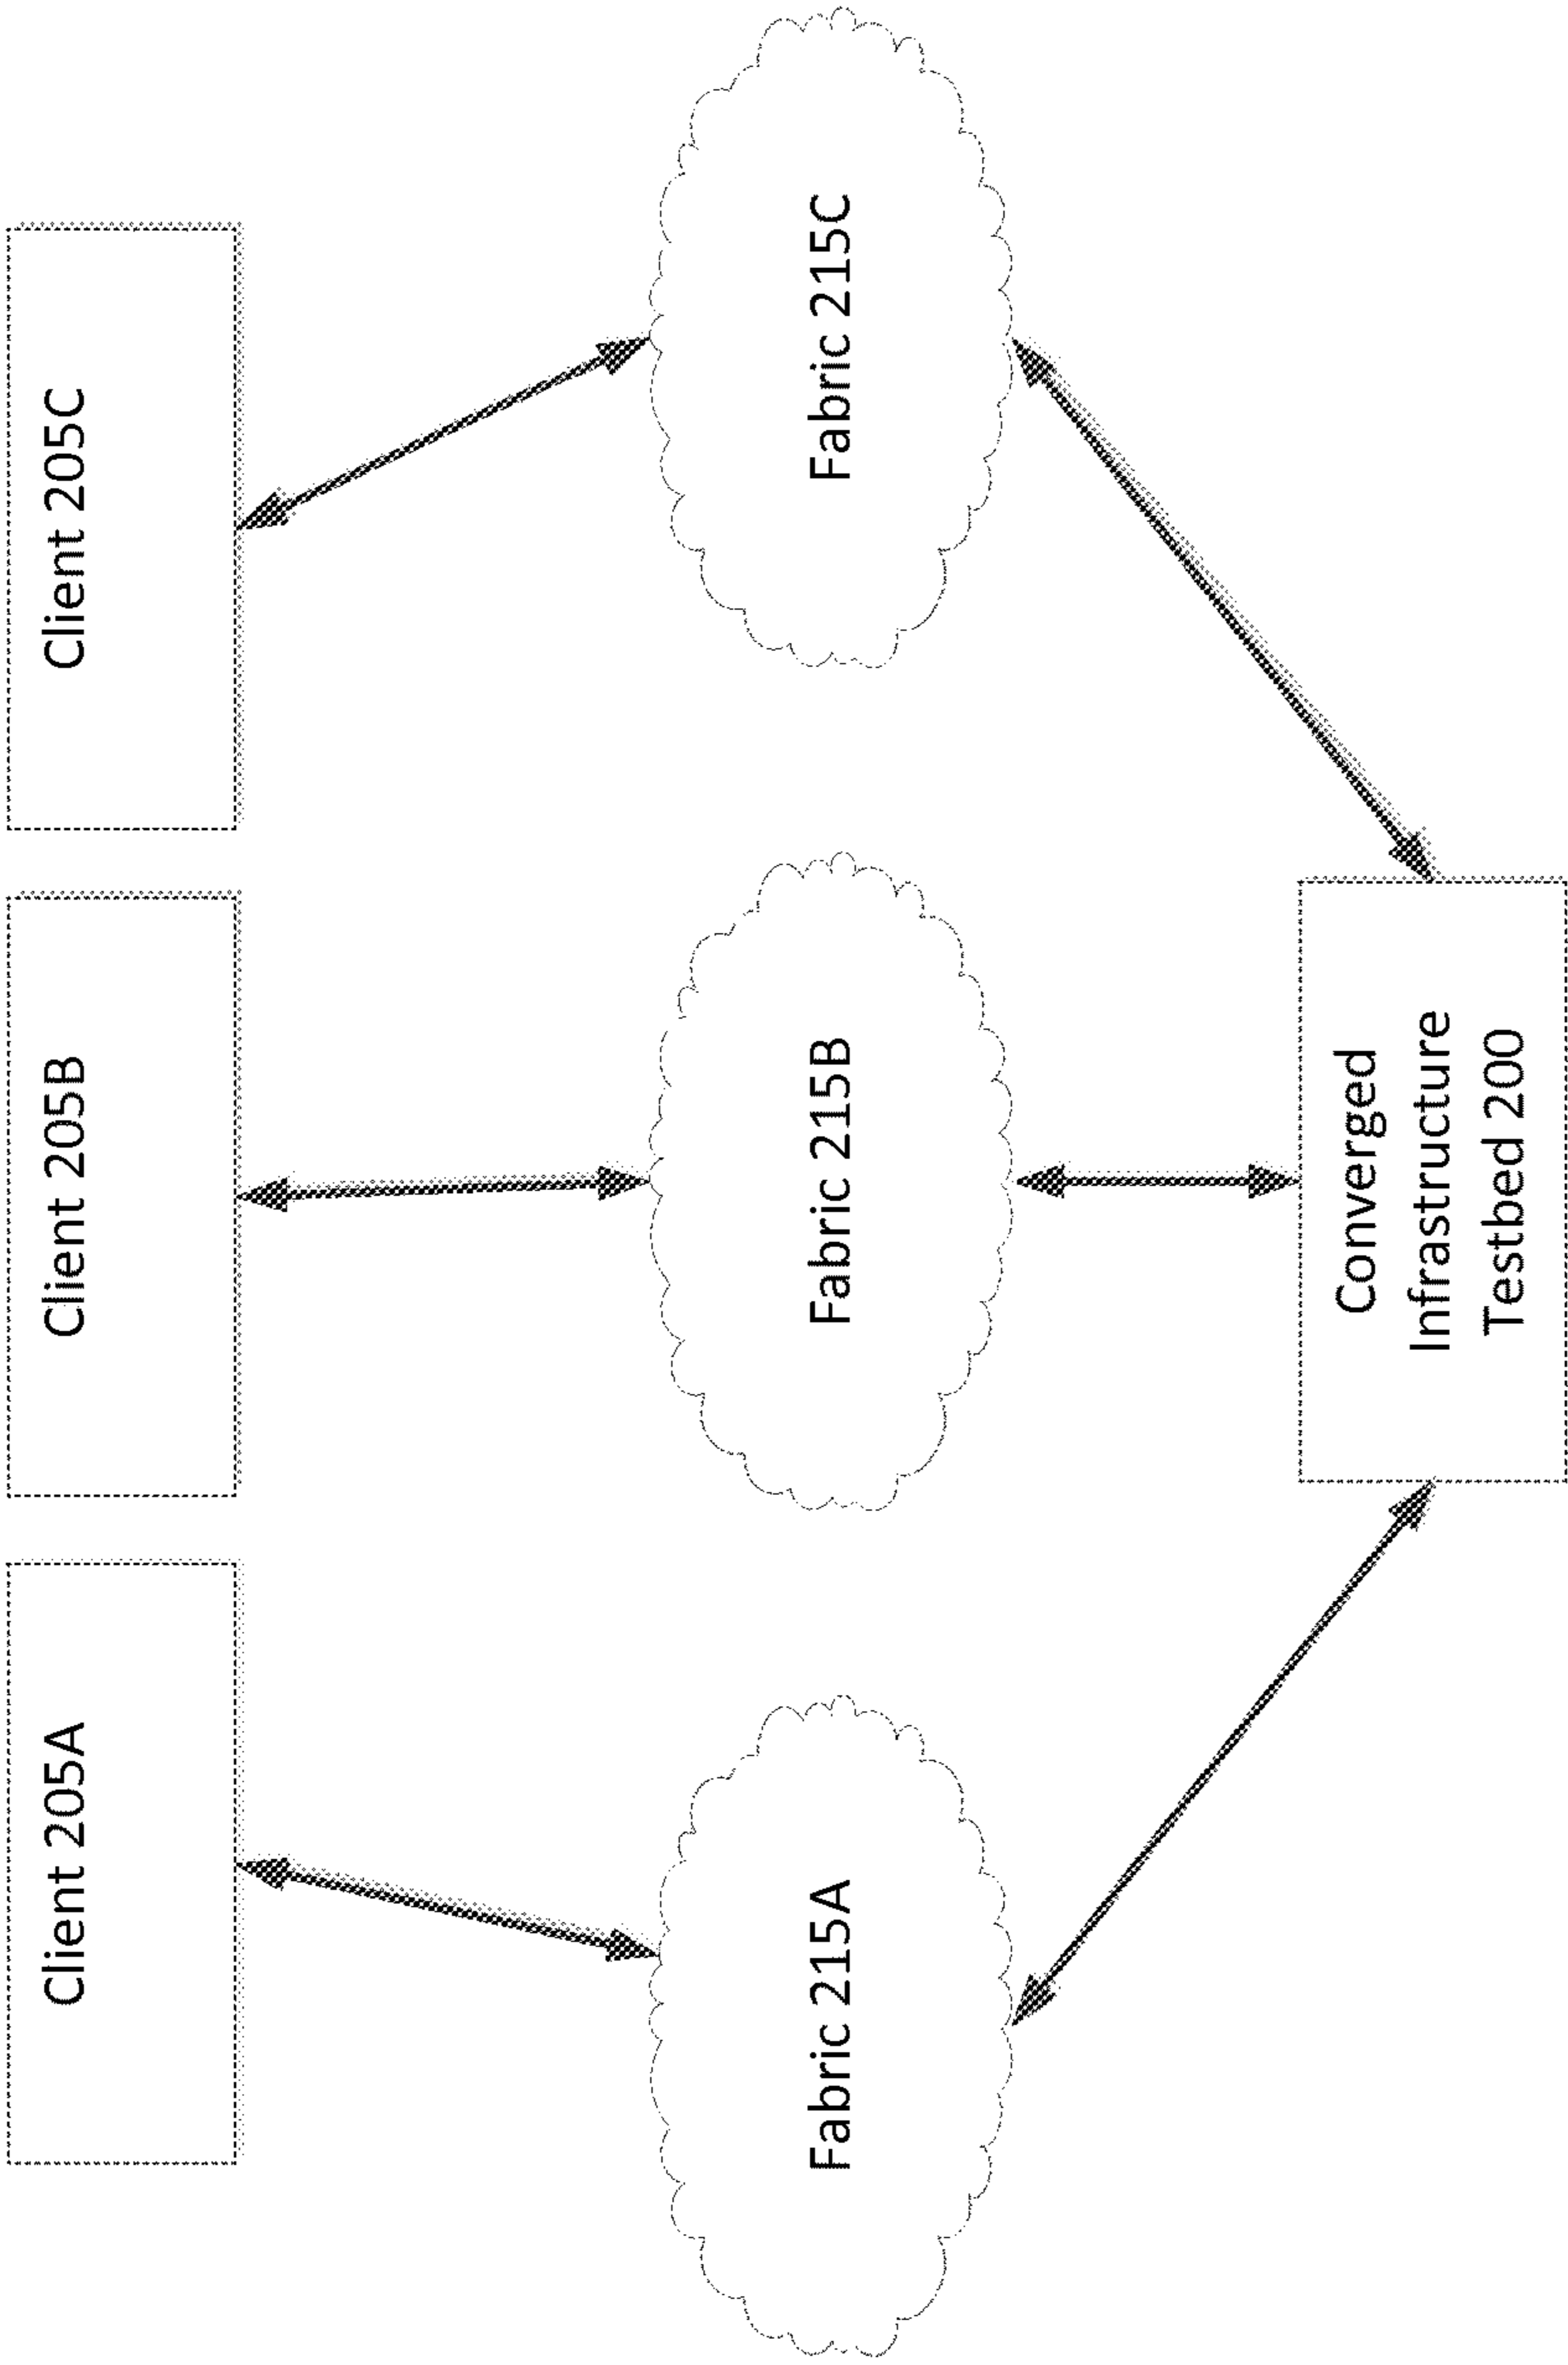 Client 205A
Client 205B
Client 205C
Fabric 215A
Fabric 215B
Fabric 215C
Converged
Infrastructure
Testbed 200